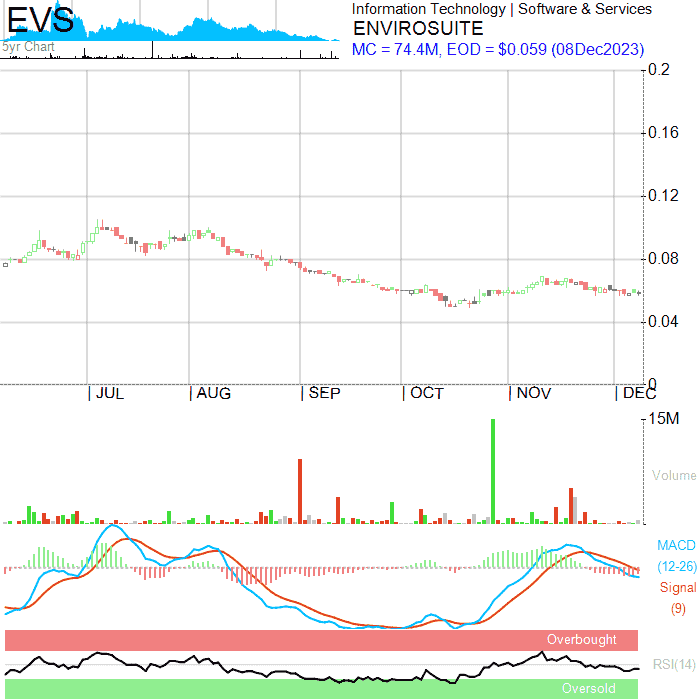 EVS
5yr Chart
Information Technology | Software & Services
ENVIROSUITE
MC = 74.4M, EOD = $0.059 (08Dec2023)
0.2
0.16
0.12
0.08
0.04
0
| JUL | AUG | SEP | OCT | NOV | DEC
15M
Volume
MACD
(12-26)
Signal
(9)
Overbought
RSI(14)
Oversold